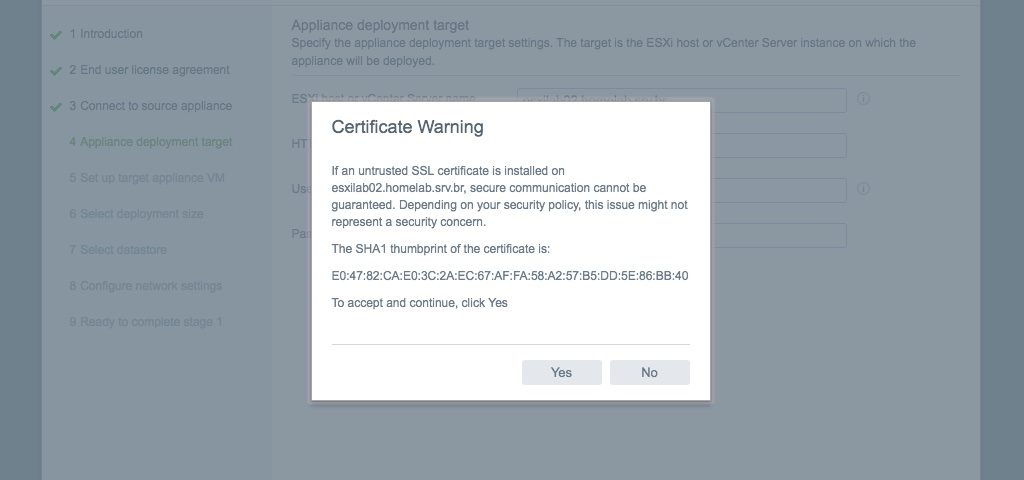 1 Introduction
2 End user license agreement
3 Connect to source appliance
4 Appliance deployment target
5 Set up target appliance VM
6 Select deployment size
7 Select datastore
8 Configure network settings
9 Ready to complete stage 1
Appliance deployment target
Specify the appliance deployment target settings. The target is the ESXi host or vCenter Server instance on which the
appliance will be deployed.
ESXi host or vCenter Server name
esxilab02.homelab.srv.br
HT
Use
Pas
Certificate Warning
If an untrusted SSL certificate is installed on
esxilab02.homelab.srv.br, secure communication cannot be
guaranteed. Depending on your security policy, this issue might not
represent a security concern.
The SHA1 thumbprint of the certificate is:
E0:47:82:CA:E0:3C:2A:EC:67:AF:FA:58:A2:57:B5:DD:5E:86:BB:40
To accept and continue, click Yes
Yes
No